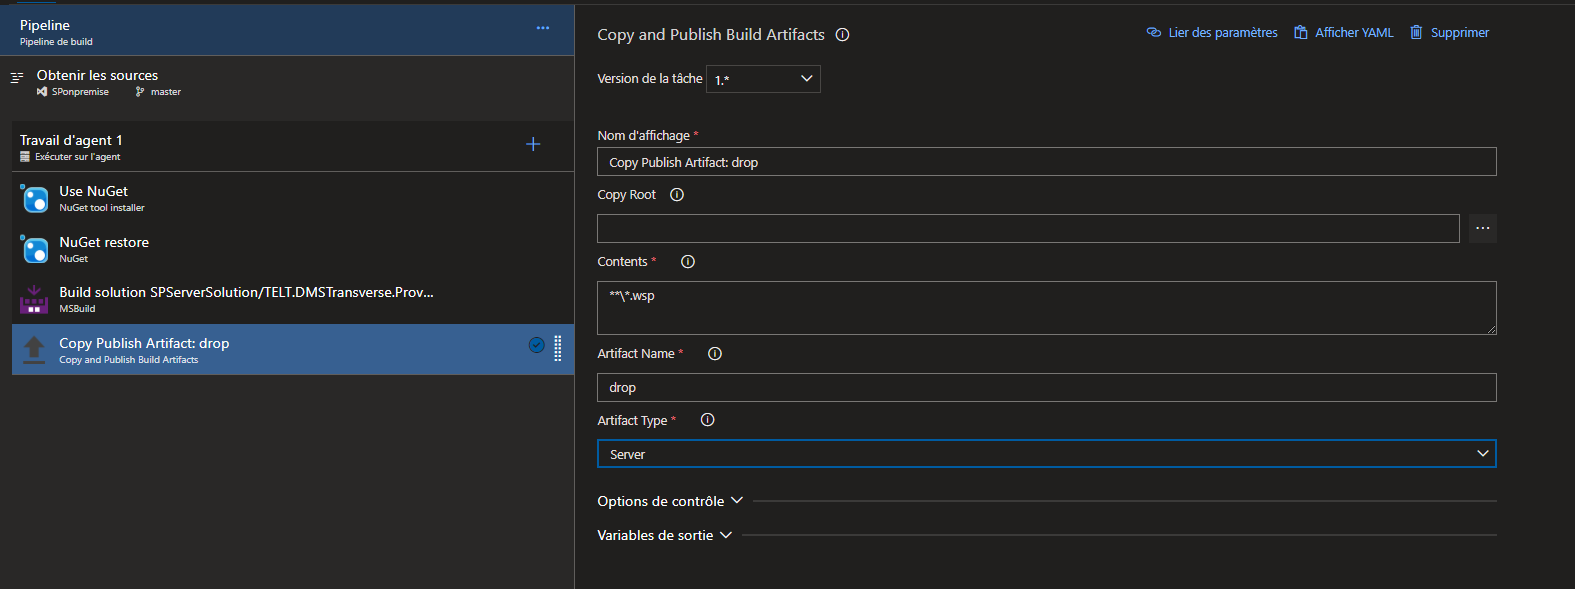 Pipeline
Pipeline de build
Obtenir les sources
SPonpremise master
Travail d'agent 1
Exécuter sur l'agent
Use NuGet
NuGet tool installer
NuGet restore
NuGet
Build solution SPServerSolution/TELT.DMSTransverse.Prov...
MSBuild
Copy Publish Artifact: drop
Copy and Publish Build Artifacts
Copy and Publish Build Artifacts
Lier des paramètres Afficher YAML Supprimer
Version de la tâche 1.*
Nom d'affichage *
Copy Publish Artifact: drop
Copy Root
Contents *
**\*.wsp
Artifact Name *
drop
Artifact Type *
Server
Options de contrôle
Variables de sortie